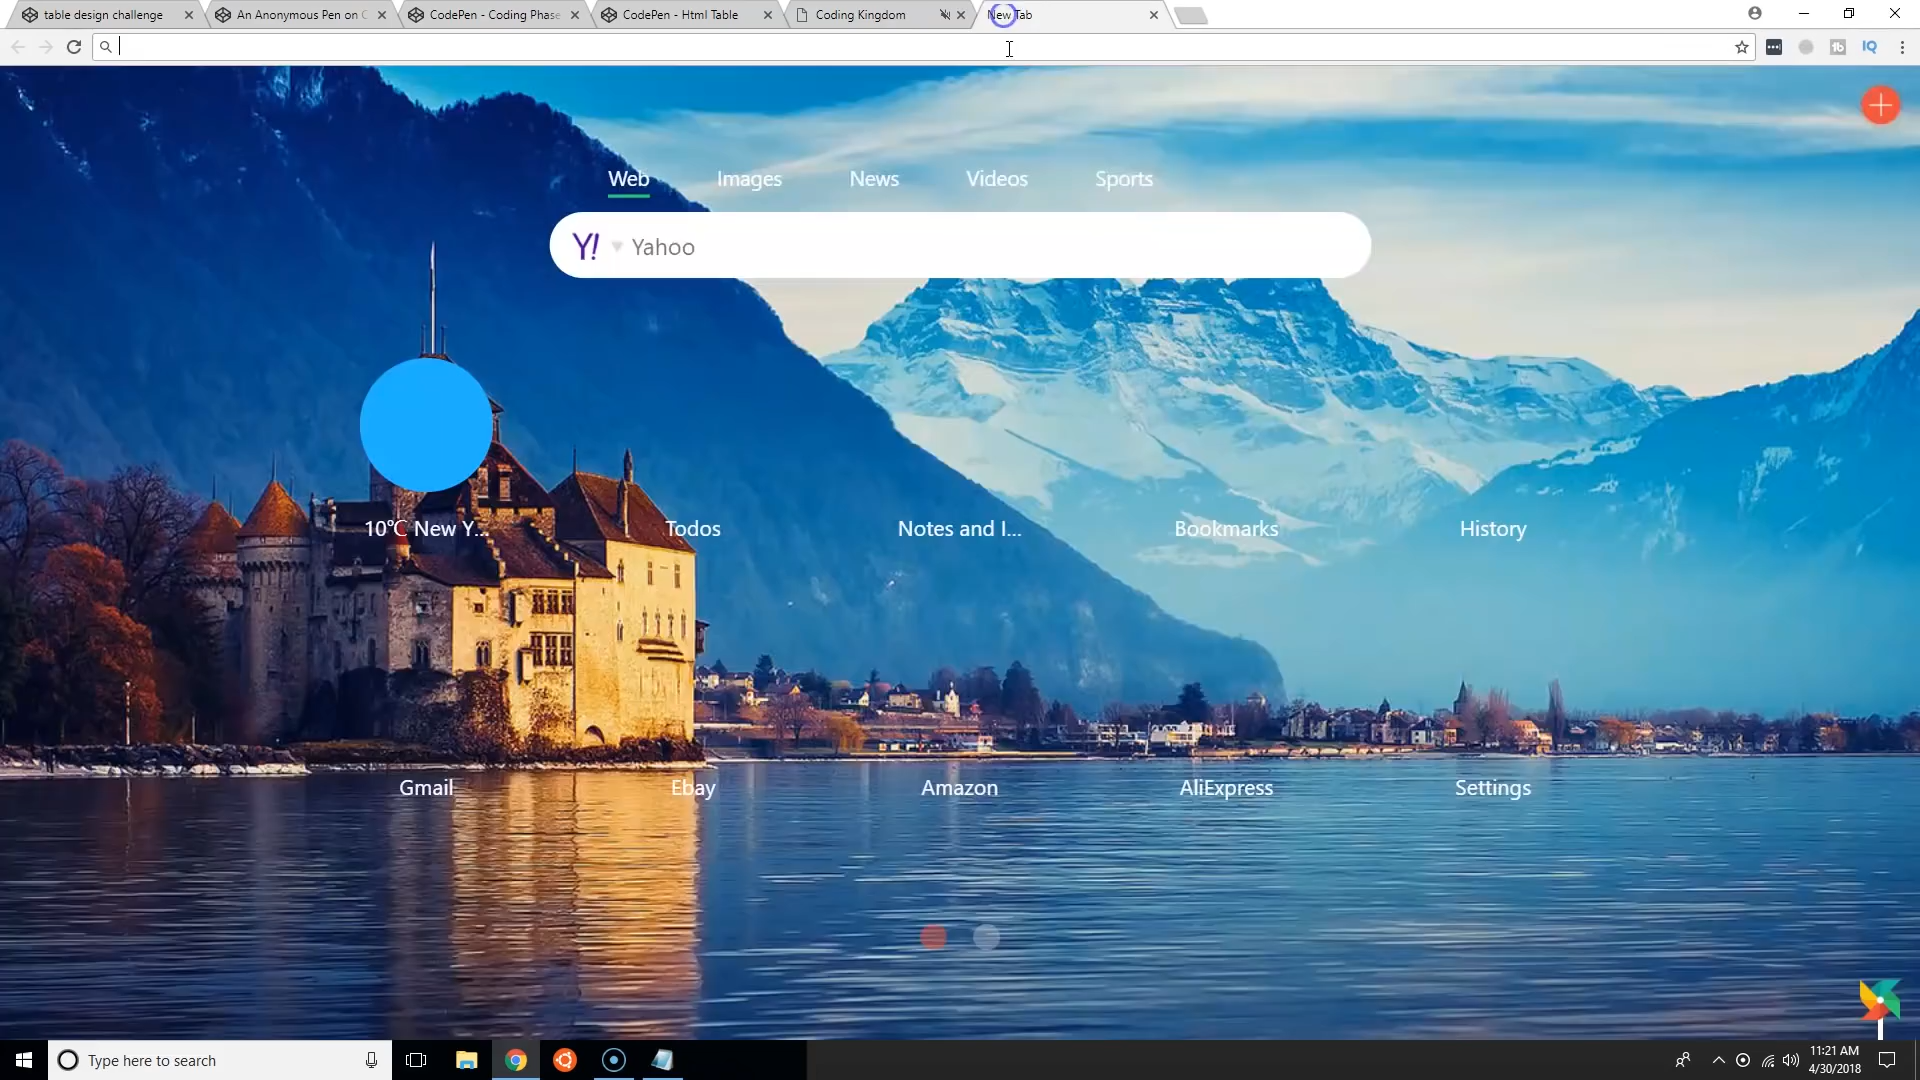 table design challenge
An Anonymous Pen on C
CodePen - Coding Phase
CodePen - Html Table
Coding Kingdom
New Tab
tb
IQ
Web
Images
News
Videos
Sports
Y! Yahoo
10℃ New Y...
Todos
Notes and I...
Bookmarks
History
Gmail
Ebay
Amazon
AliExpress
Settings
Type here to search
11:21 AM
4/30/2018